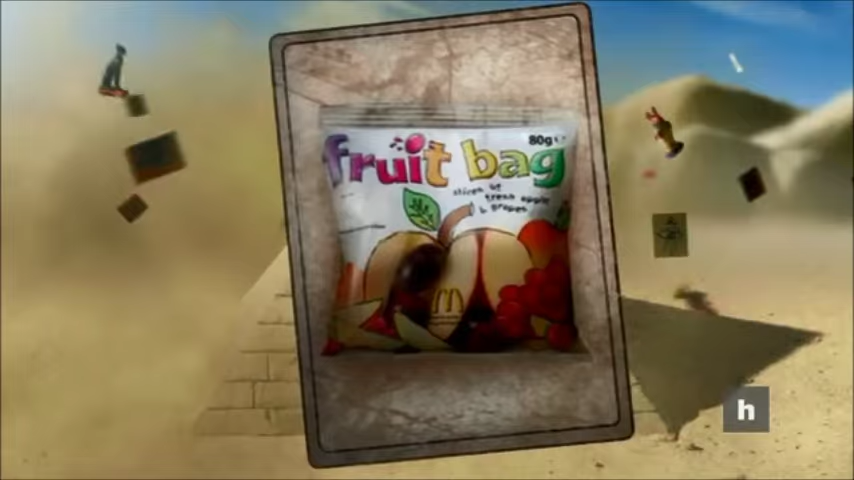 80g℮
fruit bag
slices of
fresh apple
& grapes
h